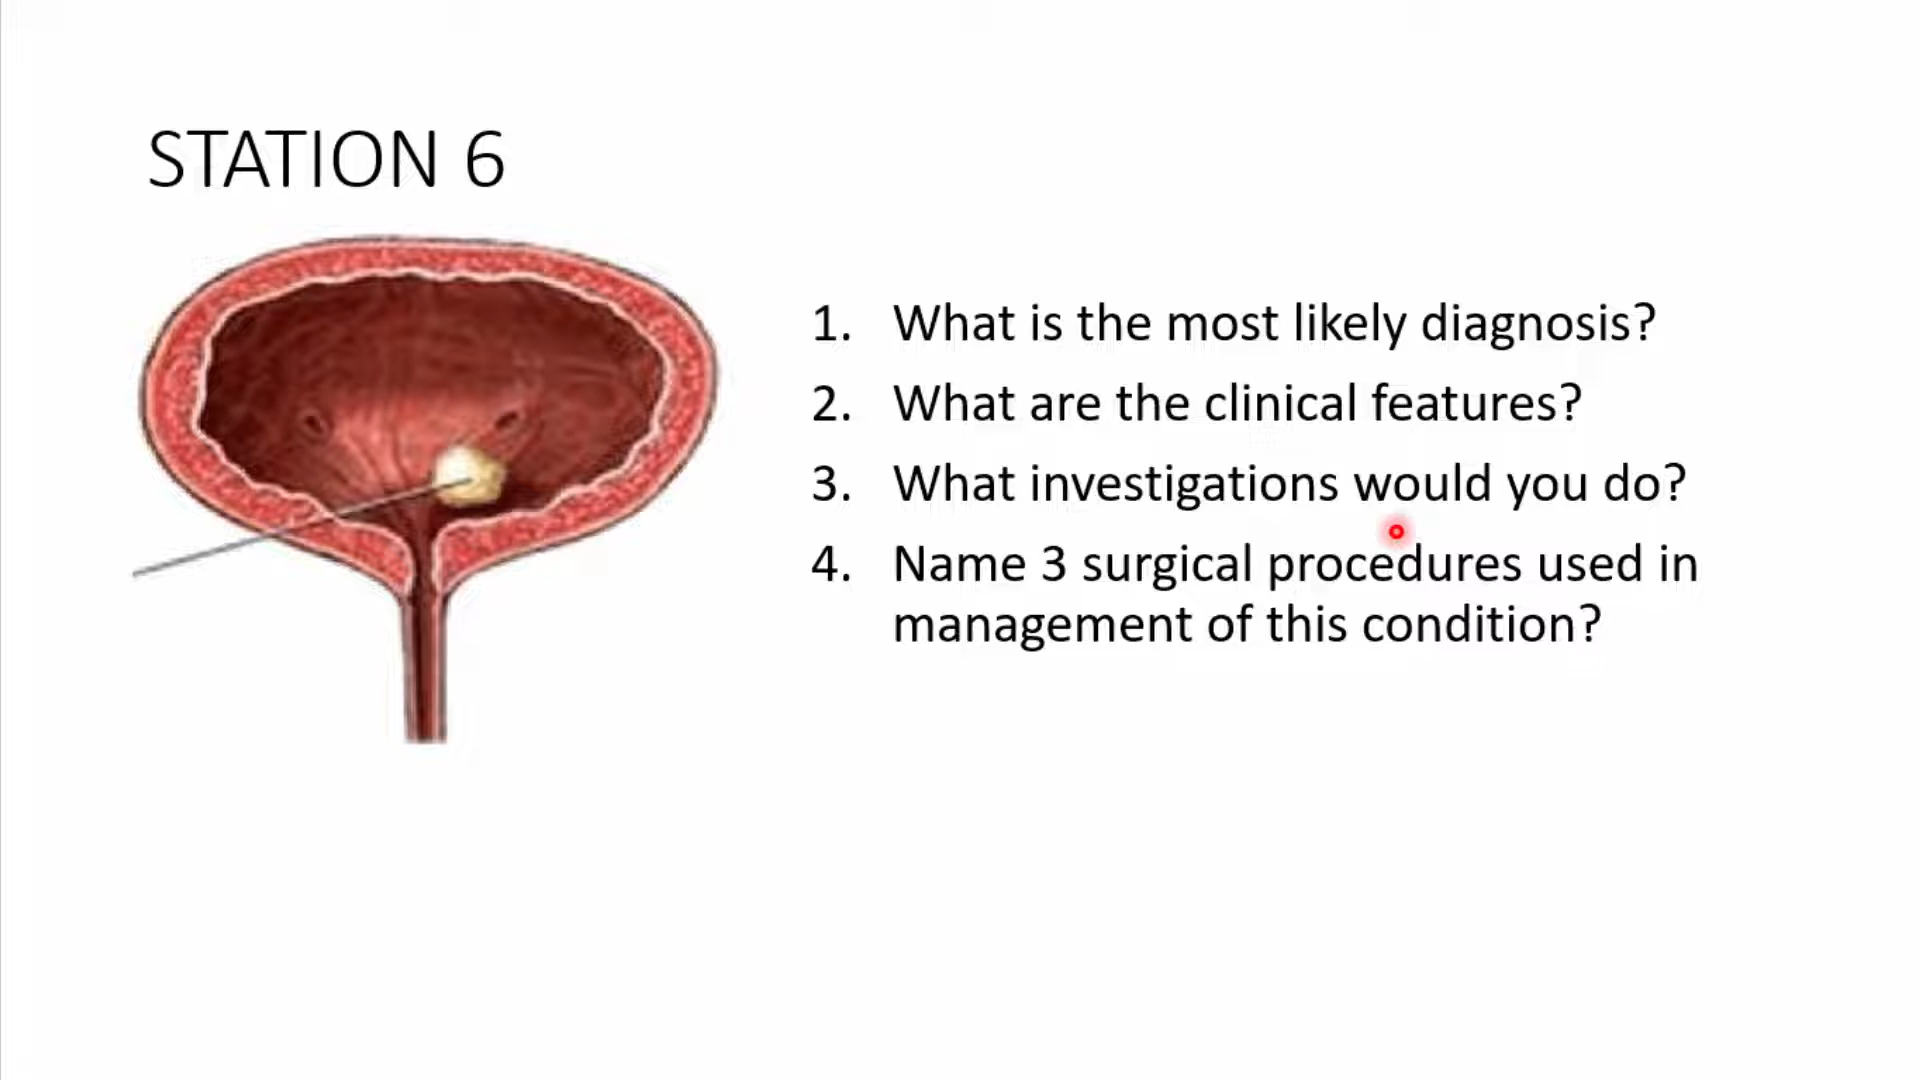 STATION 6
1. What is the most likely diagnosis?
2. What are the clinical features?
3. What investigations would you do?
4. Name 3 surgical procedures used in
management of this condition?